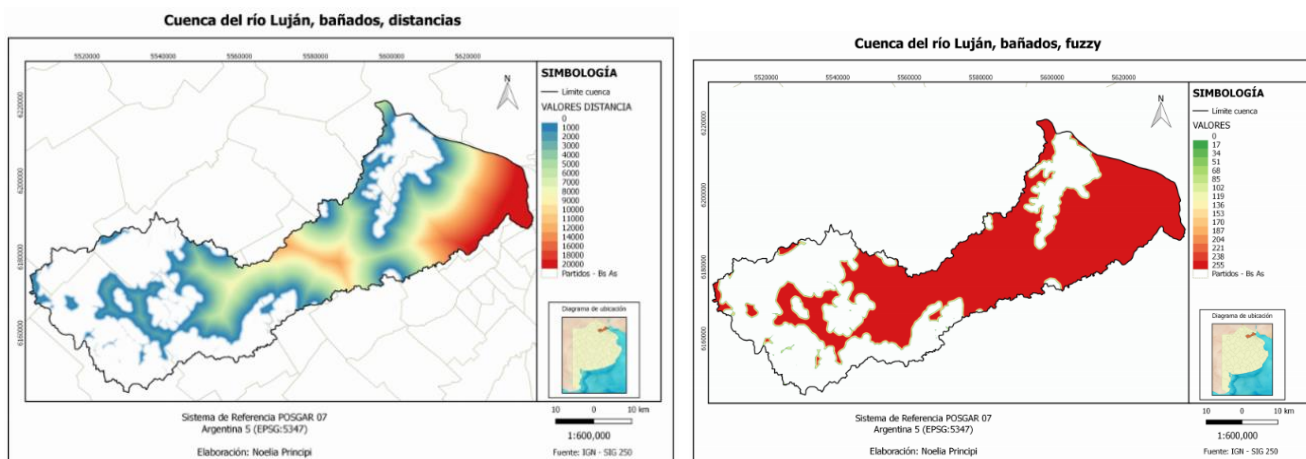 Cuenca del río Luján, bañados, distancias
5520000
5540000
5560000
5580000
5600000
5620000
6220000
6200000
6180000
6160000
N
SIMBOLOGÍA
Límite cuenca
VALORES DISTANCIA
0
1000
2000
3000
4000
5000
6000
7000
8000
9000
10000
11000
12000
14000
16000
18000
20000
Partidos - Bs As
Diagrama de ubicación
Sistema de Referencia POSGAR 07
Argentina 5 (EPSG:5347)
Elaboración: Noelia Principi
10 0 10 km
1:600,000
Fuente: IGN - SIG 250
Cuenca del río Luján, bañados, fuzzy
5520000
5540000
5560000
5580000
5600000
5620000
6220000
6200000
6180000
6160000
N
SIMBOLOGÍA
Límite cuenca
VALORES
0
17
34
51
68
85
102
119
136
153
170
187
204
221
238
255
Partidos - Bs As
Diagrama de ubicación
Sistema de Referencia POSGAR 07
Argentina 5 (EPSG:5347)
Elaboración: Noelia Principi
10 0 10 km
1:600,000
Fuente: IGN - SIG 250